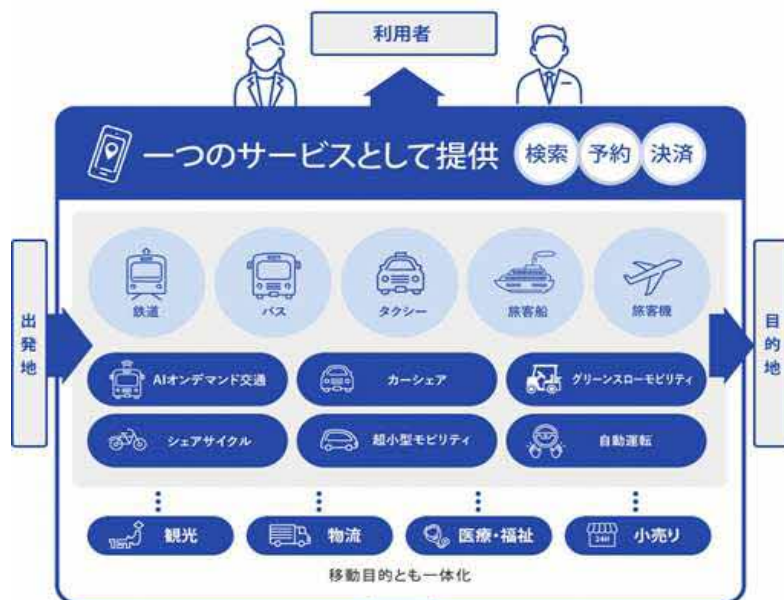 利用者
一つのサービスとして提供
検索
予約
決済
出発地
鉄道
バス
タクシー
旅客船
旅客機
目的地
AIオンデマンド交通
カーシェア
グリーンスローモビリティ
シェアサイクル
超小型モビリティ
自動運転
観光
物流
医療・福祉
24H
小売り
移動目的とも一体化